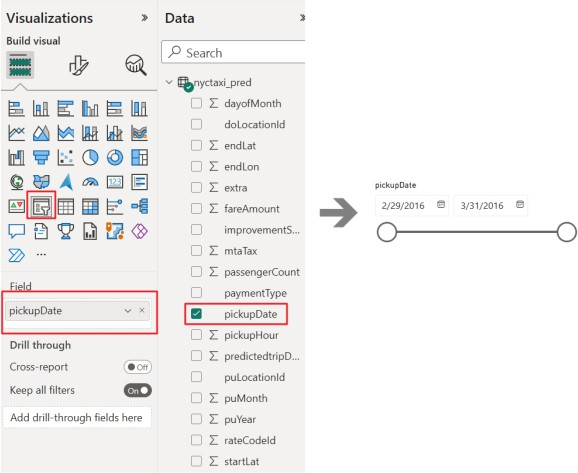 Visualizations
Build visual
123
Field
pickupDate
Drill through
Cross-report
Off
Keep all filters
On
Add drill-through fields here
Data
Search
nyctaxi_pred
dayofMonth
doLocationId
endLat
endLon
extra
fareAmount
improvementS...
mtaTax
passengerCount
paymentType
pickupDate
pickupHour
predictedtripD...
puLocationId
puMonth
puYear
rateCodeId
startLat
pickupDate
2/29/2016 3/31/2016